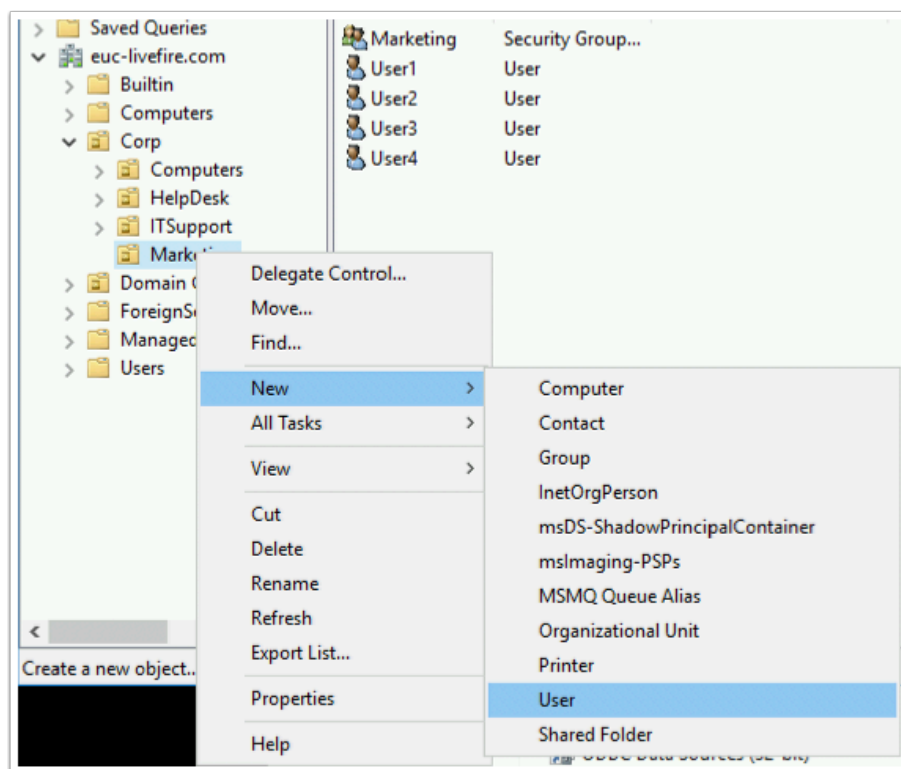 Saved Queries
euc-livefire.com
Builtin
Computers
Corp
Computers
HelpDesk
ITSupport
Domain
Users
Marketing Security Group...
User1 User
User2 User
User3 User
User4 User
Delegate Control...
Move...
Find...
New
All Tasks
View
Cut
Delete
Rename
Refresh
Export List...
Properties
Help
Computer
Contact
Group
InetOrgPerson
msDS-ShadowPrincipalContainer
msImaging-PSPs
MSMQ Queue Alias
Organizational Unit
Printer
User
Shared Folder
Create a new object..